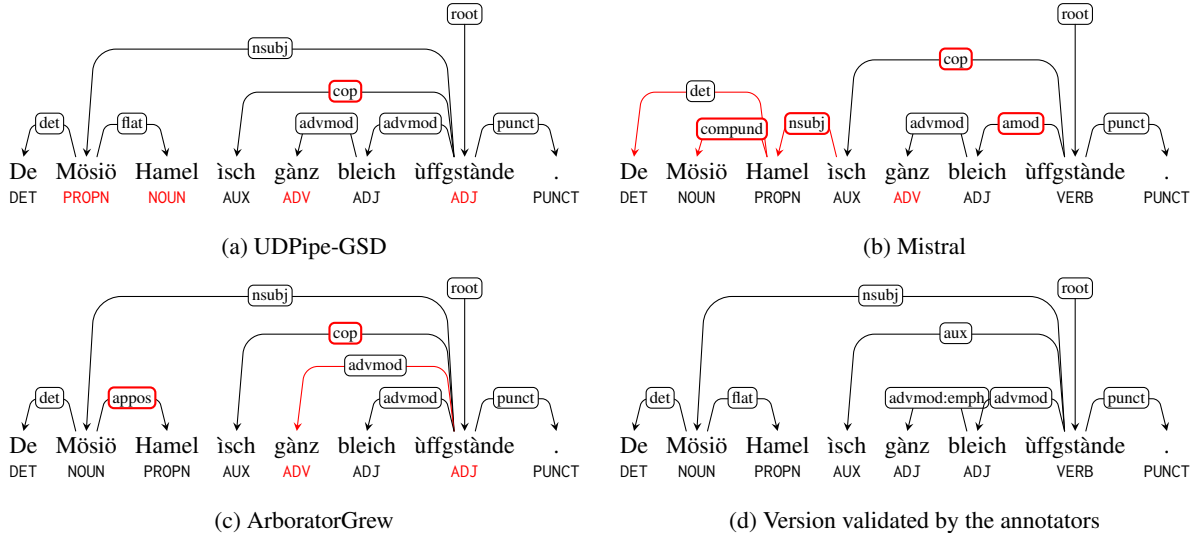 root
nsubj
cop
det flat advmod advmod punct
De Mösiö Hamel ìsch gànz bleich ùffgstànde .
DET PROPN NOUN AUX ADV ADJ ADJ PUNCT
(a) UDPipe-GSD
root
cop
det
compund nsubj advmod amod punct
De Mösiö Hamel ìsch gànz bleich ùffgstànde .
DET NOUN PROPN AUX ADV ADJ VERB PUNCT
(b) Mistral
root
nsubj
cop
advmod
det appos advmod punct
De Mösiö Hamel ìsch gànz bleich ùffgstànde .
DET NOUN PROPN AUX ADV ADJ ADJ PUNCT
(c) ArboratorGrew
root
nsubj
aux
det flat advmod:emph advmod punct
De Mösiö Hamel ìsch gànz bleich ùffgstànde .
DET NOUN PROPN AUX ADJ ADJ VERB PUNCT
(d) Version validated by the annotators